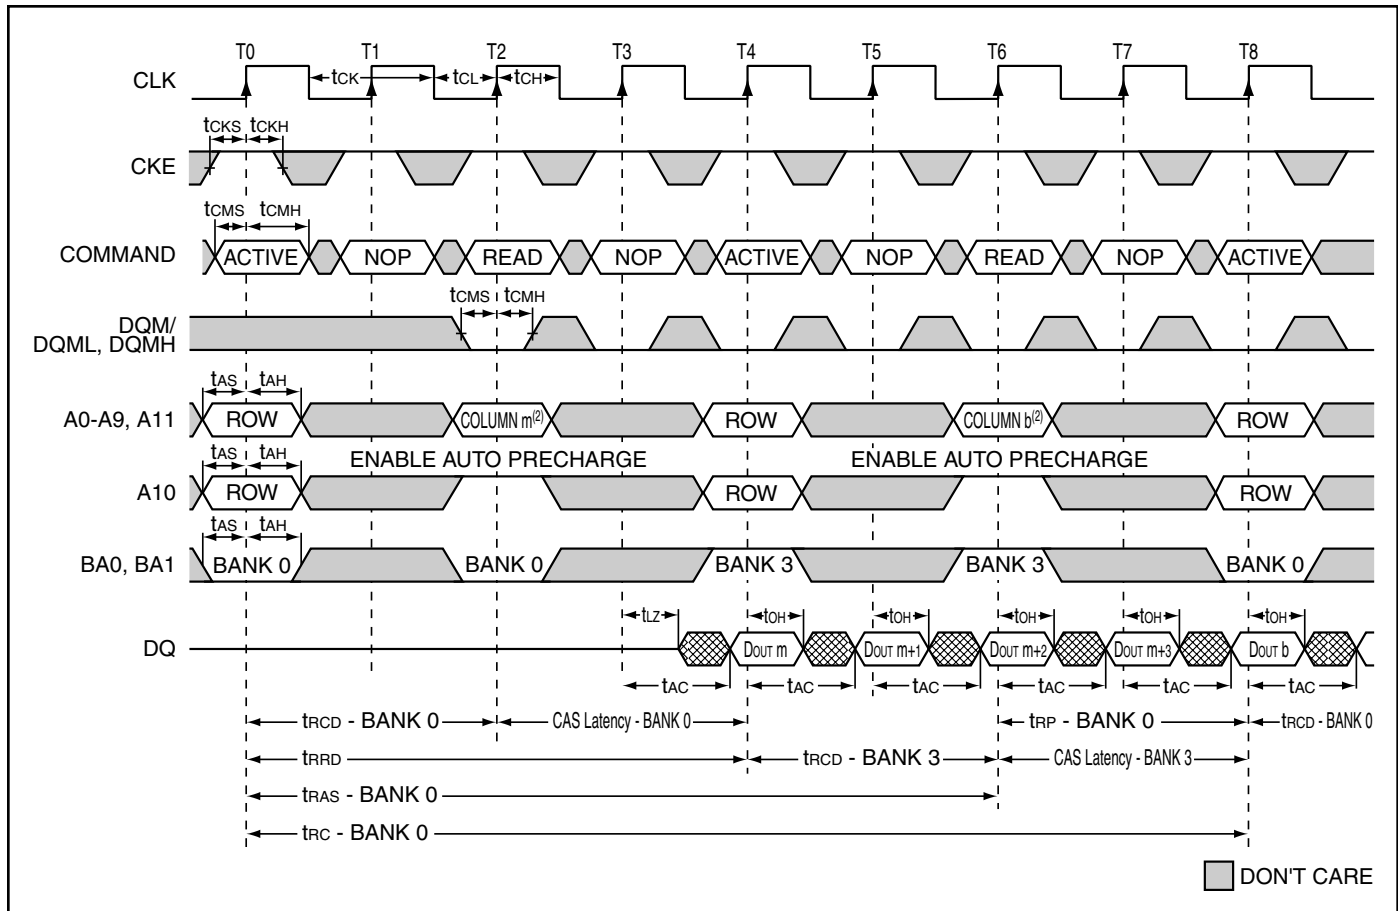 T0 T1 T2 T3 T4 T5 T6 T7 T8
CLK tCK tCL tCH
tCKS tCKH
CKE
tCMS tCMH
COMMAND ACTIVE NOP READ NOP ACTIVE NOP READ NOP ACTIVE
tCMS tCMH
DQM/
DQML, DQMH
tAS tAH
A0-A9, A11 ROW COLUMN m(2) ROW COLUMN b(2) ROW
tAS tAH ENABLE AUTO PRECHARGE ENABLE AUTO PRECHARGE
A10 ROW ROW ROW
tAS tAH
BA0, BA1 BANK 0 BANK 0 BANK 3 BANK 3 BANK 0
tLZ tOH tOH tOH tOH tOH
DQ DOUT m DOUT m+1 DOUT m+2 DOUT m+3 DOUT b
tAC tAC tAC tAC tAC tAC
tRCD - BANK 0 CAS Latency - BANK 0 tRP - BANK 0 tRCD - BANK 0
tRRD tRCD - BANK 3 CAS Latency - BANK 3
tRAS - BANK 0
tRC - BANK 0
DON'T CARE